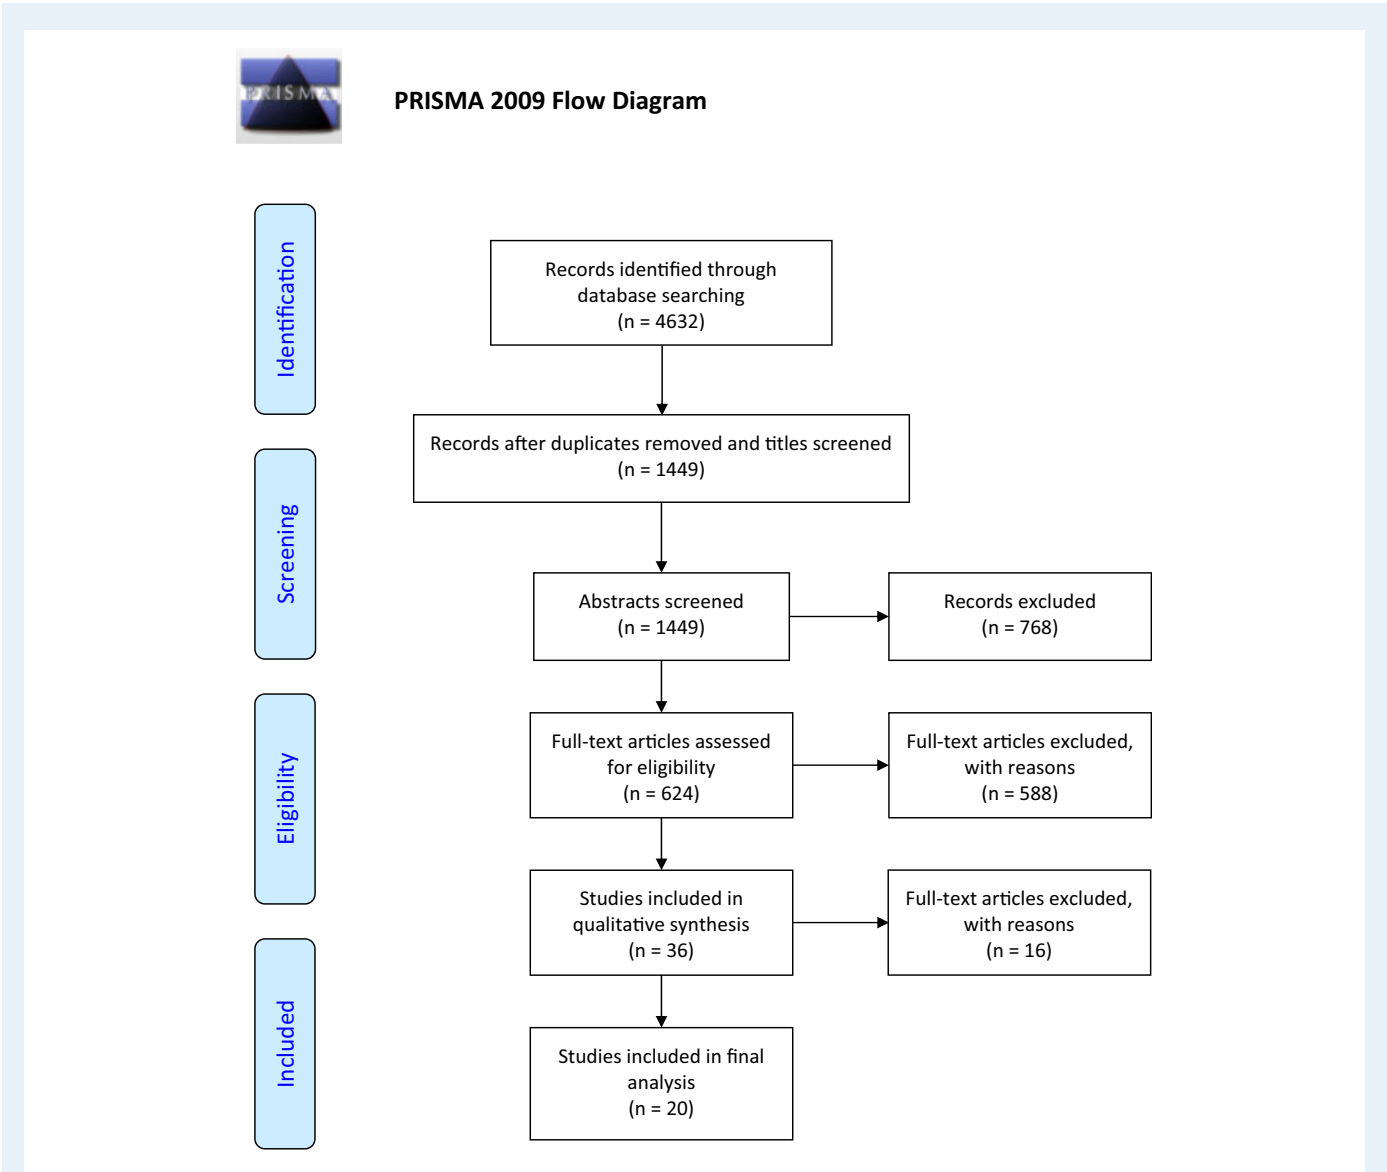 PRISMA
PRISMA 2009 Flow Diagram
Identification
Records identified through
database searching
(n = 4632)
Records after duplicates removed and titles screened
(n = 1449)
Screening
Abstracts screened
(n = 1449)
Records excluded
(n = 768)
Eligibility
Full-text articles assessed
for eligibility
(n = 624)
Full-text articles excluded,
with reasons
(n = 588)
Studies included in
qualitative synthesis
(n = 36)
Full-text articles excluded,
with reasons
(n = 16)
Included
Studies included in final
analysis
(n = 20)